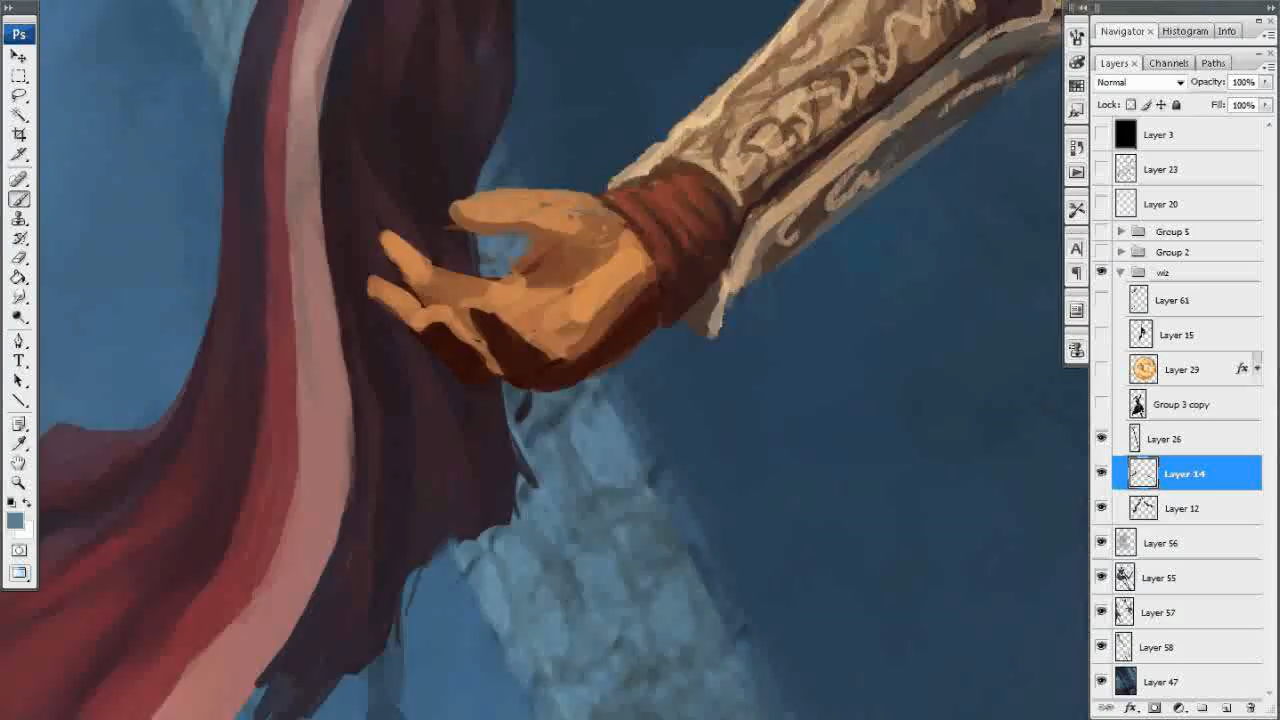 Ps
Navigator × Histogram Info
Layers × Channels Paths
Normal Opacity: 100%
Lock: Fill: 100%
Layer 3
Layer 23
Layer 20
Group 5
Group 2
wiz
Layer 61
Layer 15
Layer 29 fx
Group 3 copy
Layer 26
Layer 14
Layer 12
Layer 56
Layer 55
Layer 57
Layer 58
Layer 47